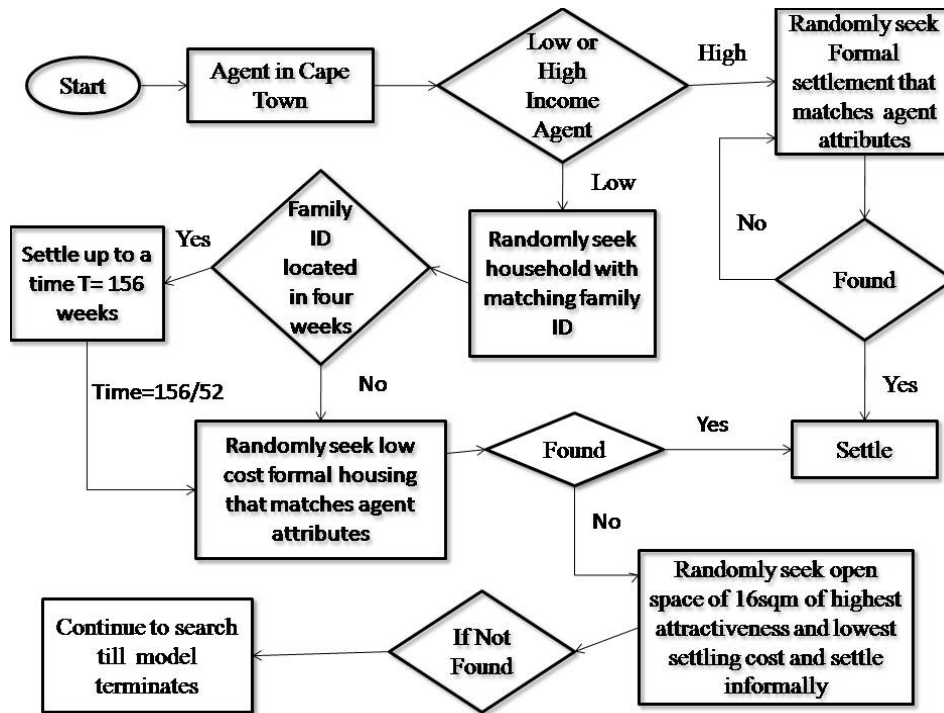 Start
Agent in Cape
Town
Low or
High
Income
Agent
High
Randomly seek
Formal
settlement that
matches agent
attributes
Low
No
Found
Yes
Settle
Randomly seek
household with
matching family
ID
Family
ID
located
in four
weeks
Yes
Settle up to a
time T= 156
weeks
Time=156/52
No
Randomly seek low
cost formal housing
that matches agent
attributes
Found
Yes
No
Randomly seek open
space of 16sqm of highest
attractiveness and lowest
settling cost and settle
informally
If Not
Found
Continue to search
till model
terminates